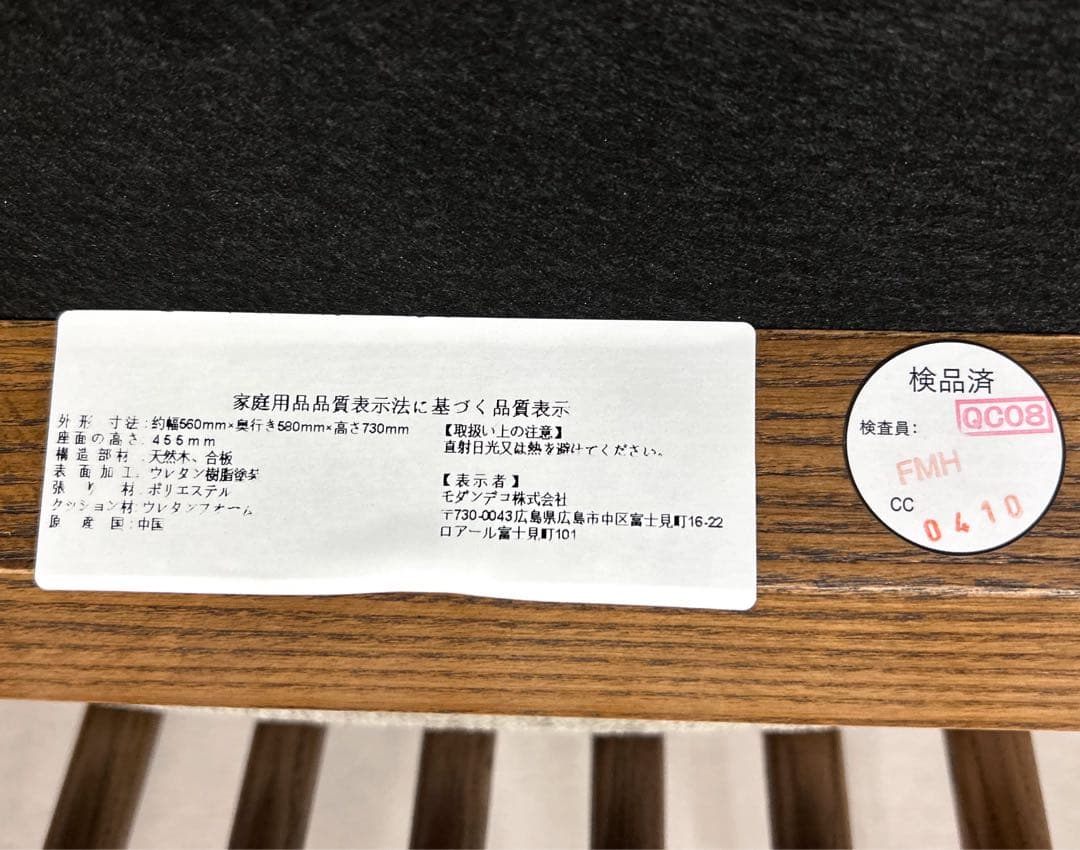 家庭用品品質表示法に基づく品質表示
外形寸法:約幅560mm×奥行き580mm×高さ730mm
座面の高さ:455mm
構造部材:天然木、合板
表面加工:ウレタン樹脂塗装
張り材:ポリエステル
クッション材:ウレタンフォーム
原産国:中国
【取扱い上の注意】
直射日光又は熱を避けてください。
【表示者】
モダンデコ株式会社
〒730-0043広島県広島市中区富士見町16-22
ロアール富士見町101
検品済
検査員:
QC08
FMH
CC
0410